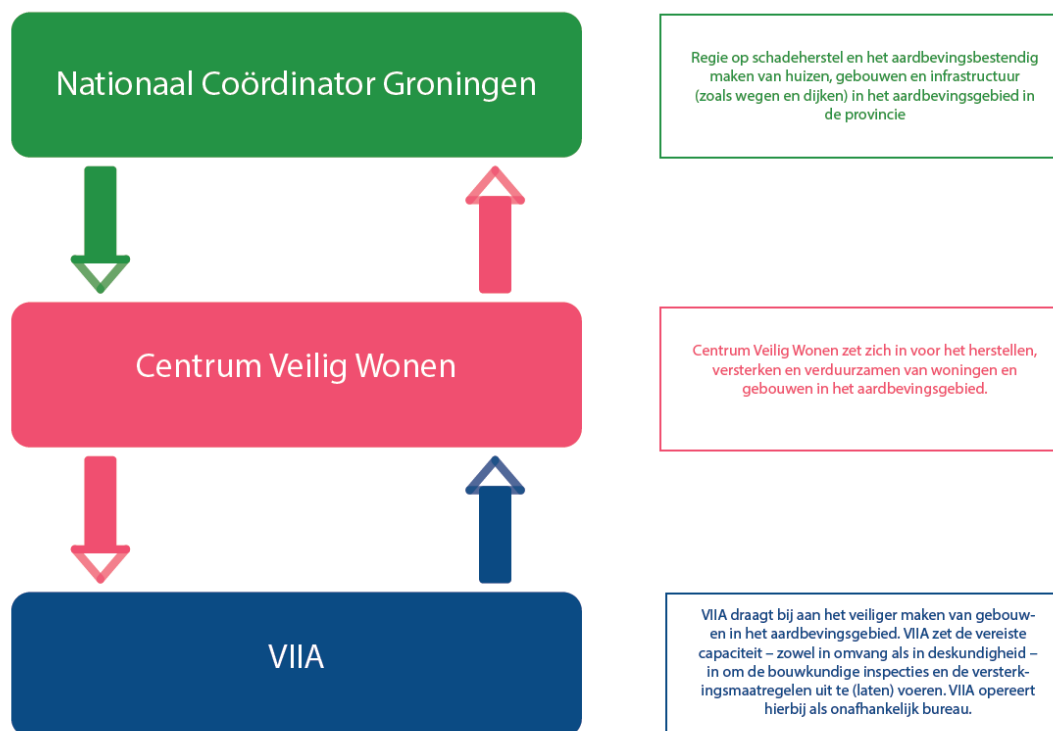 Nationaal Coördinator Groningen
Regie op schadeherstel en het aardbevingsbestendig
maken van huizen, gebouwen en infrastructuur
(zoals wegen en dijken) in het aardbevingsgebied in
de provincie
Centrum Veilig Wonen
Centrum Veilig Wonen zet zich in voor het herstellen,
versterken en verduurzamen van woningen en
gebouwen in het aardbevingsgebied.
VIIA
VIIA draagt bij aan het veiliger maken van gebouw-
en in het aardbevingsgebied. VIIA zet de vereiste
capaciteit – zowel in omvang als in deskundigheid –
in om de bouwkundige inspecties en de versterk-
ingsmaatregelen uit te (laten) voeren. VIIA opereert
hierbij als onafhankelijk bureau.